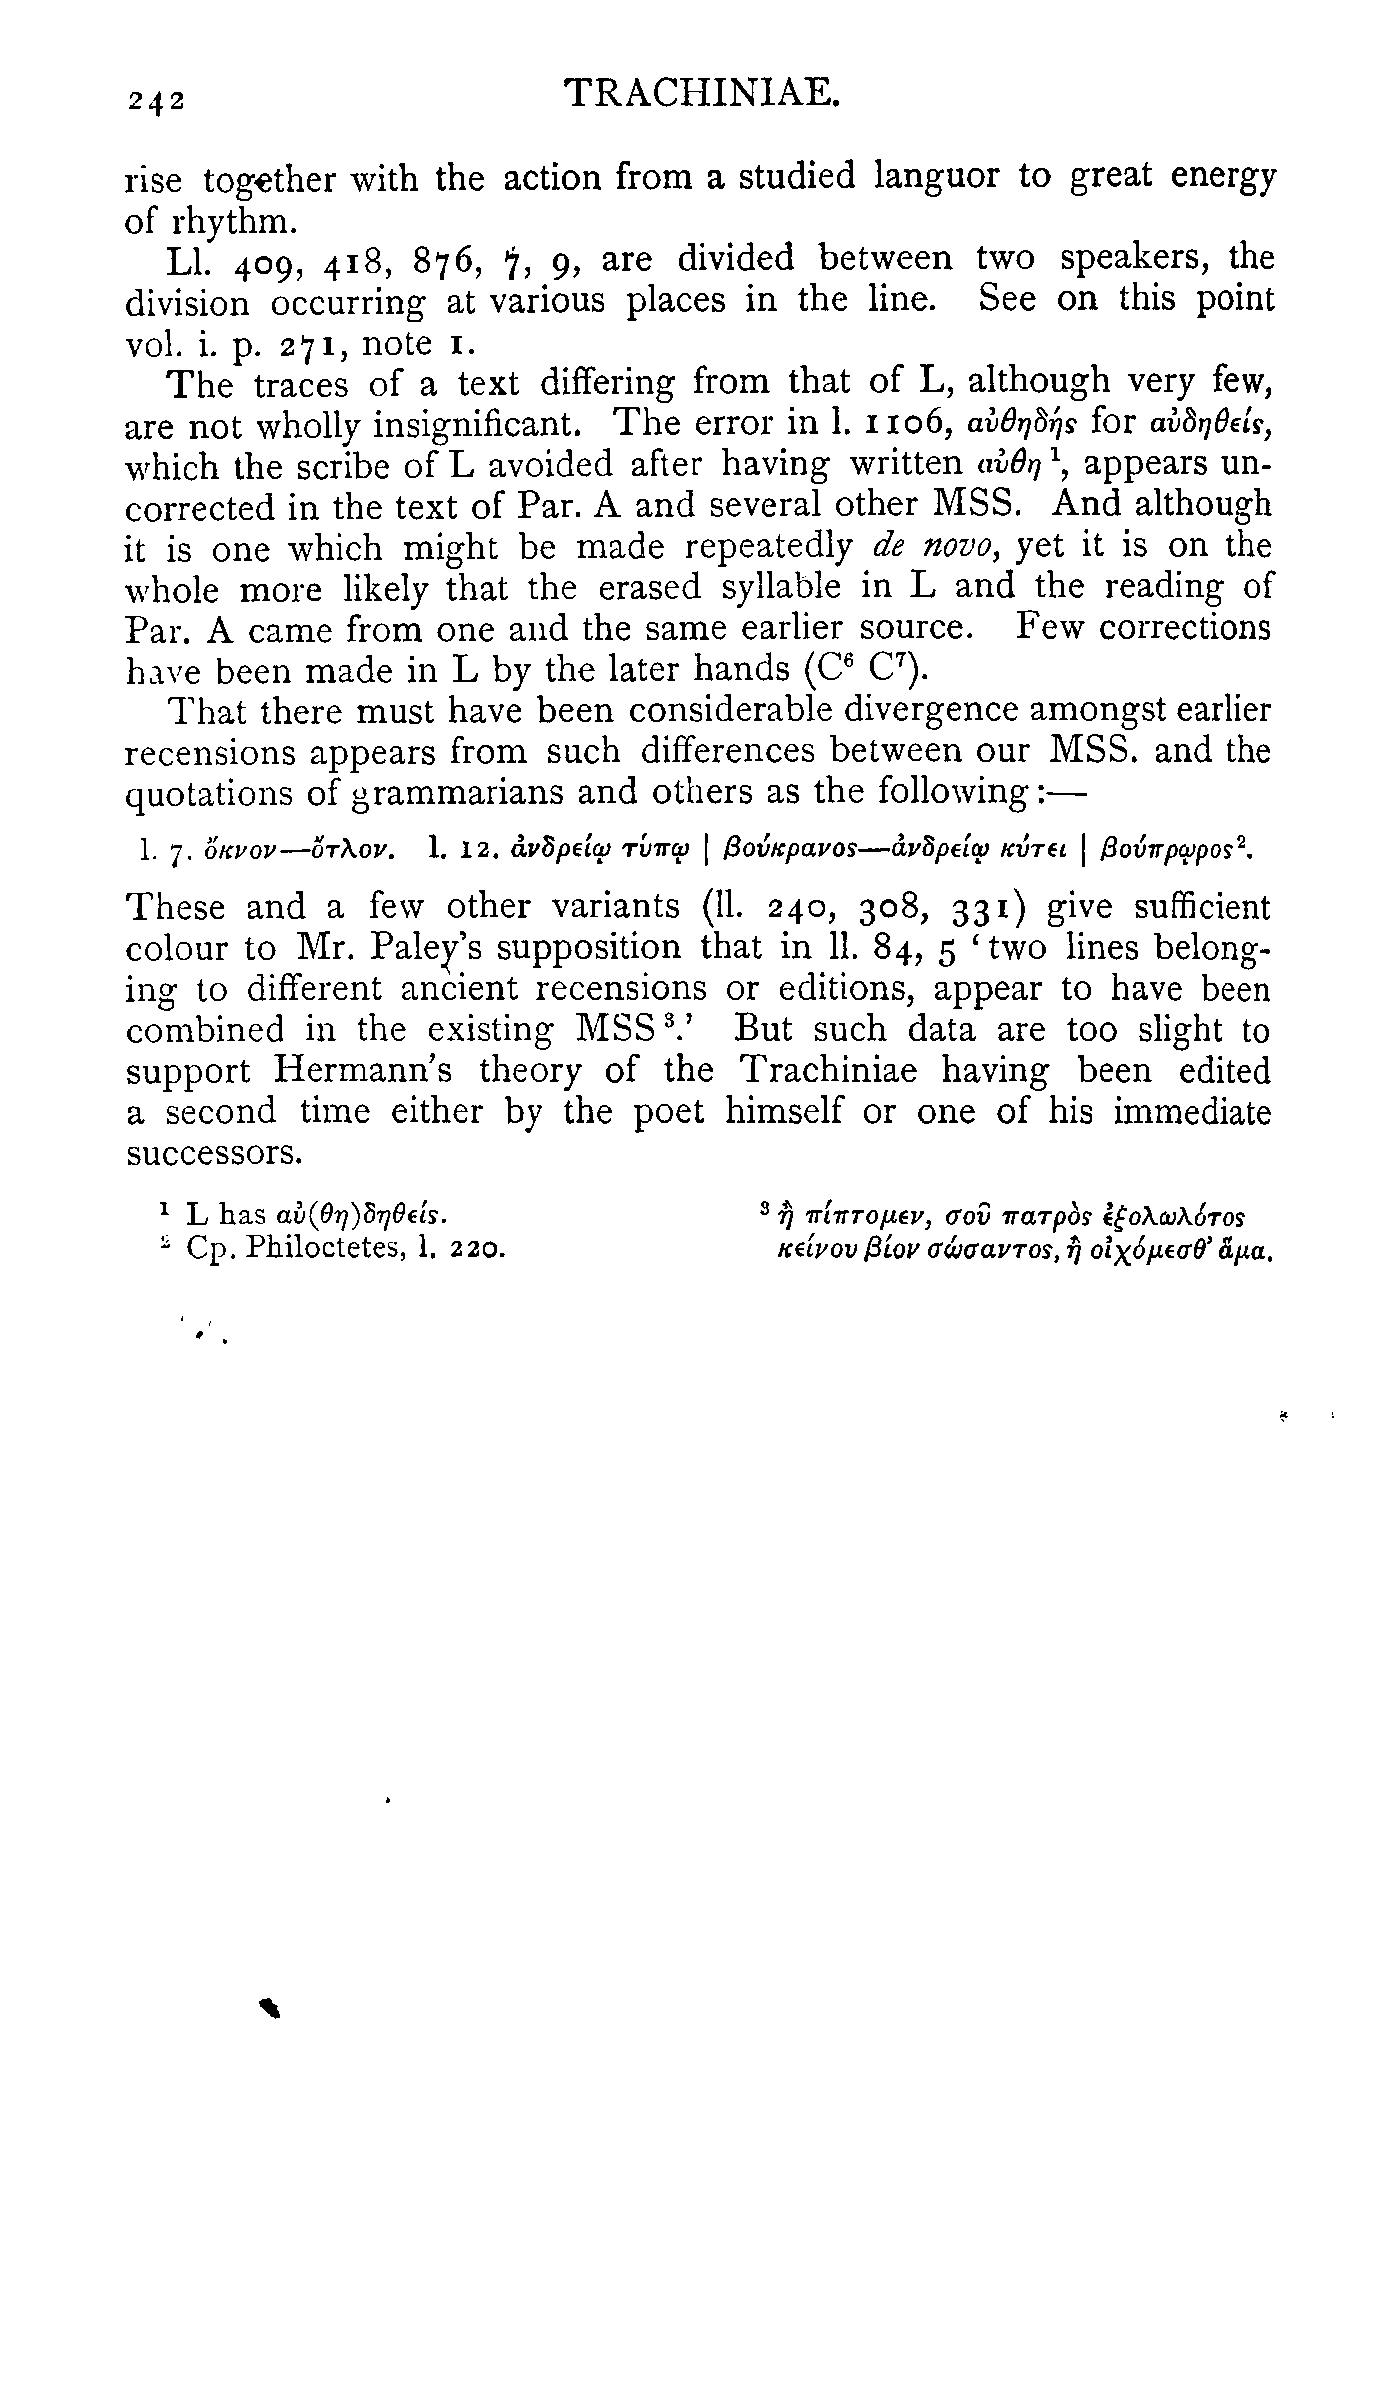 242 TRACHINIAE.
rise together with the action from a studied languor to great energy
of rhythm.
Ll. 409, 418, 876, 7, 9, are divided between two speakers, the
division occurring at various places in the line. See on this point
vol. i. p. 271, note 1.
The traces of a text differing from that of L, although very few,
are not wholly insignificant. The error in l. 1106, αὐθηδής for αὐδηθείς,
which the scribe of L avoided after having written αὐθη ¹, appears un-
corrected in the text of Par. A and several other MSS. And although
it is one which might be made repeatedly de novo, yet it is on the
whole more likely that the erased syllable in L and the reading of
Par. A came from one and the same earlier source. Few corrections
have been made in L by the later hands (C⁶ C⁷).
That there must have been considerable divergence amongst earlier
recensions appears from such differences between our MSS. and the
quotations of grammarians and others as the following:—
l. 7. ὄκνον—ὄτλον. l. 12. ἀνδρείῳ τύπῳ | βούκρανος—ἀνδρείῳ κύτει | βούπρῳρος².
These and a few other variants (ll. 240, 308, 331) give sufficient
colour to Mr. Paley's supposition that in ll. 84, 5 ‘two lines belong-
ing to different ancient recensions or editions, appear to have been
combined in the existing MSS ³.’ But such data are too slight to
support Hermann's theory of the Trachiniae having been edited
a second time either by the poet himself or one of his immediate
successors.
¹ L has αὐ(θη)δηθείς.
² Cp. Philoctetes, l. 220.
³ ἢ πίπτομεν, σοῦ πατρὸς ἐξολωλότος
κείνου βίον σώσαντος, ἢ οἰχόμεσθ’ ἅμα.